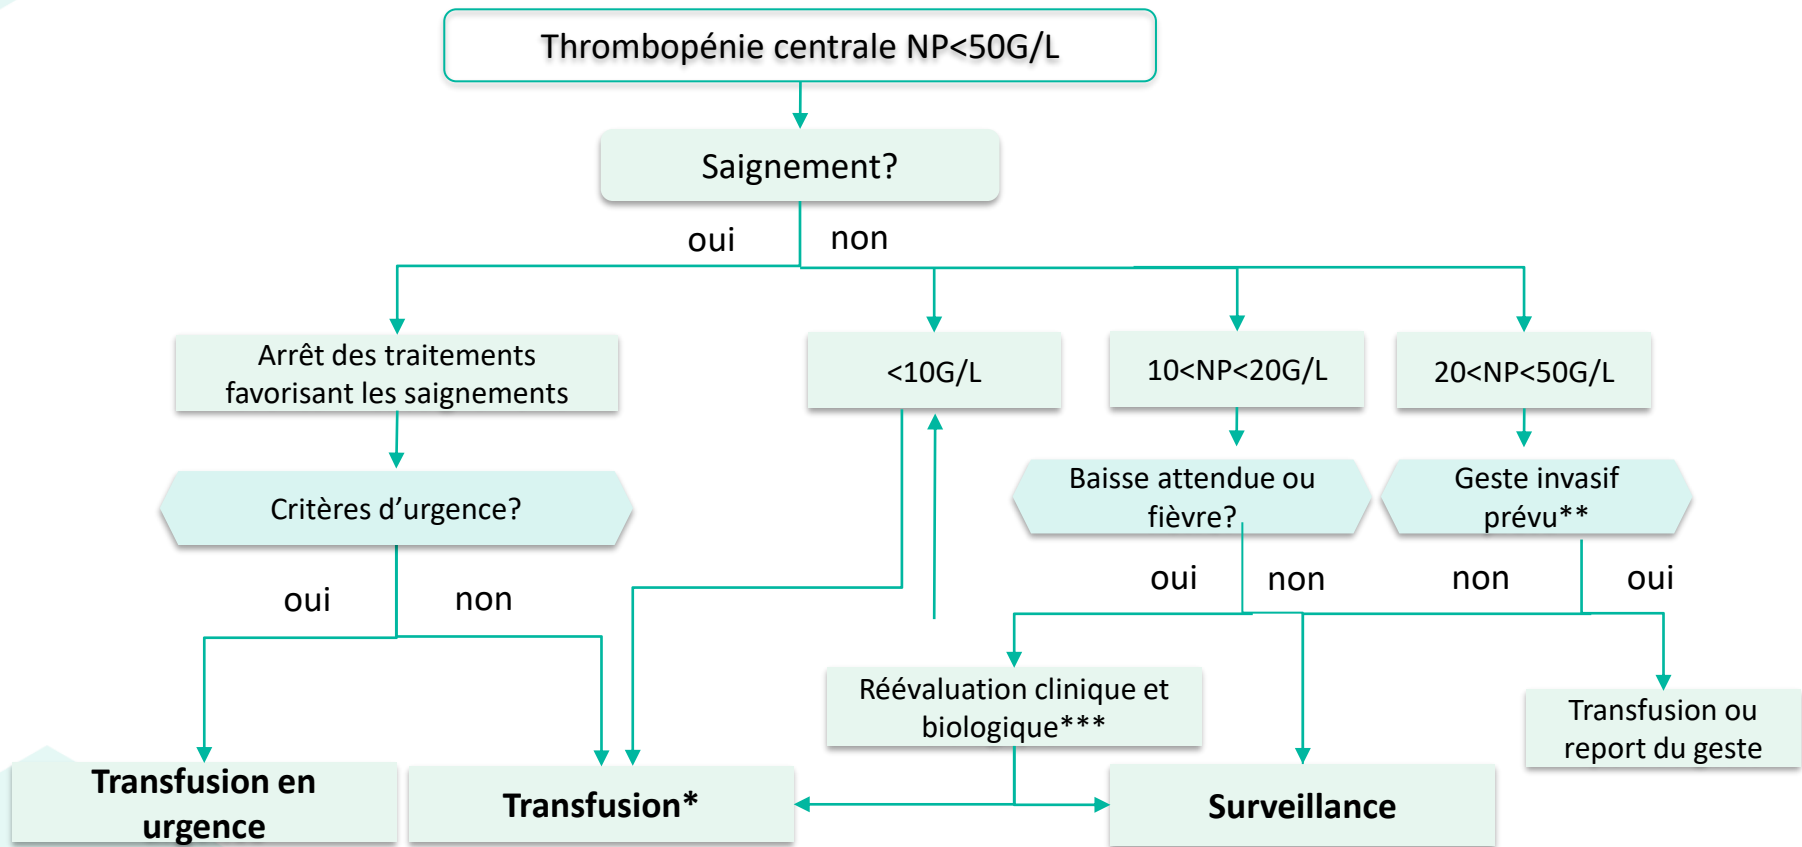 Thrombopénie centrale NP<50G/L
Saignement?
oui
non
Arrêt des traitements
favorisant les saignements
<10G/L
10<NP<20G/L
20<NP<50G/L
Critères d’urgence?
Baisse attendue ou
fièvre?
Geste invasif
prévu**
oui
non
oui
non
non
oui
Réévaluation clinique et
biologique***
Transfusion ou
report du geste
Transfusion en
urgence
Transfusion*
Surveillance